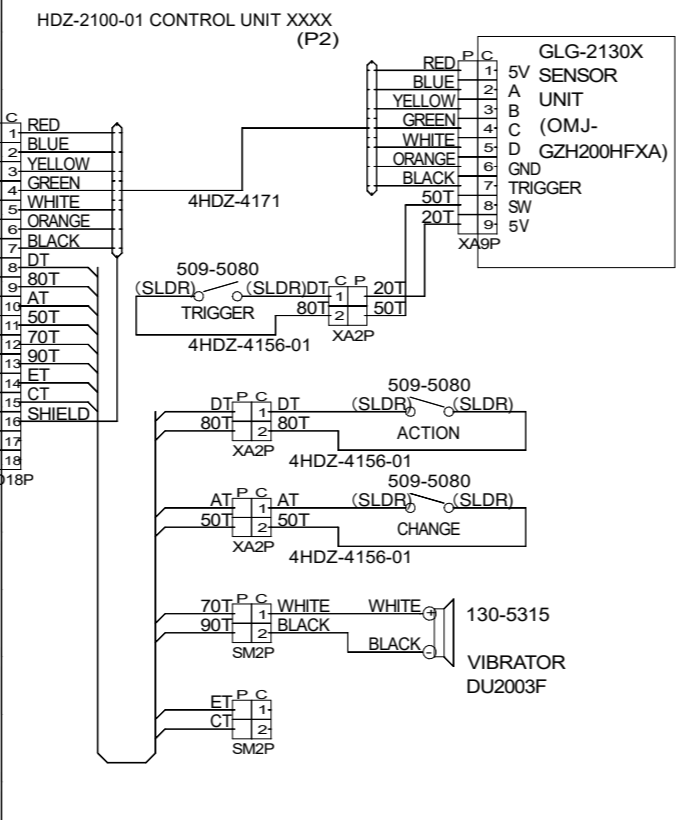 HDZ-2100-01 CONTROL UNIT XXXX
(P2)
P C
RED 1 5V
BLUE 2 A
YELLOW 3 B
GREEN 4 C
WHITE 5 D
ORANGE 6 GND
BLACK 7 TRIGGER
50T 8 SW
20T 9 5V
XA9P
GLG-2130X
SENSOR
UNIT
(OMJ-
GZH200HFXA)
C
1 RED
2 BLUE
3 YELLOW
4 GREEN
5 WHITE
6 ORANGE
7 BLACK
8 DT
9 80T
10 AT
11 50T
12 70T
13 90T
14 ET
15 CT
16 SHIELD
17
18
18P
4HDZ-4171
509-5080
(SLDR) (SLDR)
TRIGGER
4HDZ-4156-01
C P
DT 1 20T
80T 2 50T
XA2P
P C
DT 1 DT
80T 2 80T
XA2P
509-5080
(SLDR) (SLDR)
ACTION
4HDZ-4156-01
P C
AT 1 AT
50T 2 50T
XA2P
509-5080
(SLDR) (SLDR)
CHANGE
4HDZ-4156-01
P C
70T 1 WHITE WHITE +
90T 2 BLACK BLACK -
SM2P
130-5315
VIBRATOR
DU2003F
P C
ET 1
CT 2
SM2P